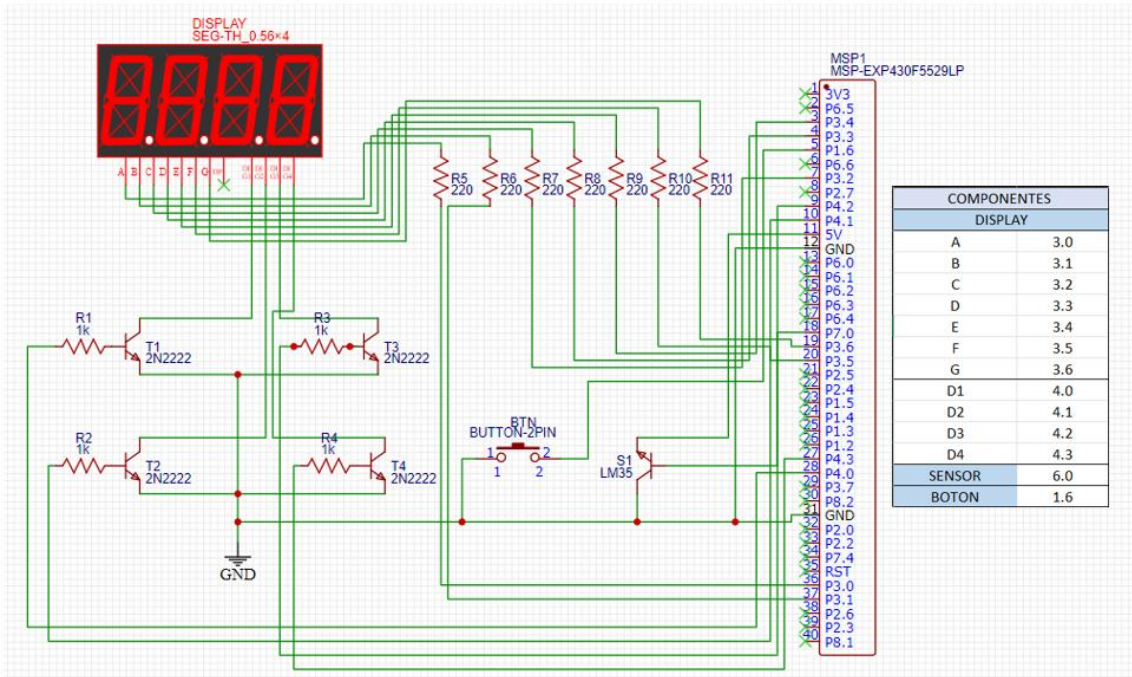 DISPLAY
SEG-TH_0.56×4
A B C D E F G DP
MSP1
MSP-EXP430F5529LP
1 3V3
2 P6.5
3 P3.4
4 P3.3
5 P1.6
6 P6.6
7 P3.2
8 P2.7
9 P4.2
10 P4.1
11 5V
12 GND
13 P6.0
14 P6.1
15 P6.2
16 P6.3
17 P6.4
18 P7.0
19 P3.6
20 P3.5
21 P2.5
22 P2.4
23 P1.5
24 P1.4
25 P1.3
26 P1.2
27 P4.3
28 P4.0
29 P3.7
30 P8.2
31 GND
32 P2.0
33 P2.2
34 P7.4
35 RST
36 P3.0
37 P3.1
38 P2.6
39 P2.3
40 P8.1
R5
220
R6
220
R7
220
R8
220
R9
220
R10
220
R11
220
R1
1k
T1
2N2222
R3
1k
T3
2N2222
R2
1k
T2
2N2222
R4
1k
T4
2N2222
BTN
BUTTON-2PIN
1 2
1 2
S1
LM35
GND
COMPONENTES
DISPLAY
A 3.0
B 3.1
C 3.2
D 3.3
E 3.4
F 3.5
G 3.6
D1 4.0
D2 4.1
D3 4.2
D4 4.3
SENSOR 6.0
BOTON 1.6